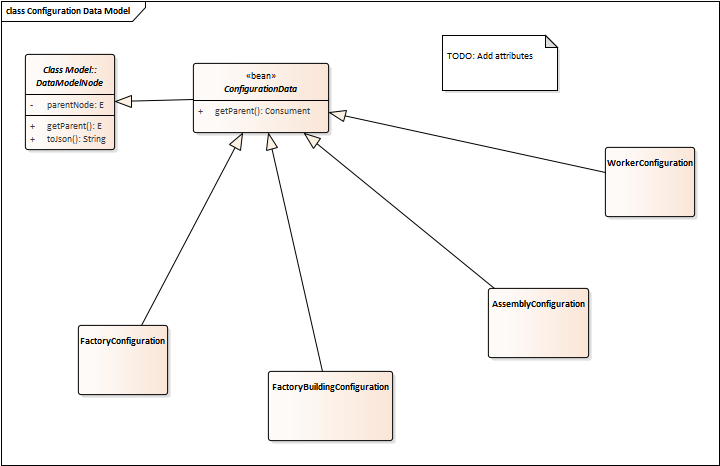 class Configuration Data Model
Class Model::
DataModelNode
- parentNode: E
+ getParent(): E
+ toJson(): String
«bean»
ConfigurationData
+ getParent(): Consument
TODO: Add attributes
WorkerConfiguration
AssemblyConfiguration
FactoryConfiguration
FactoryBuildingConfiguration